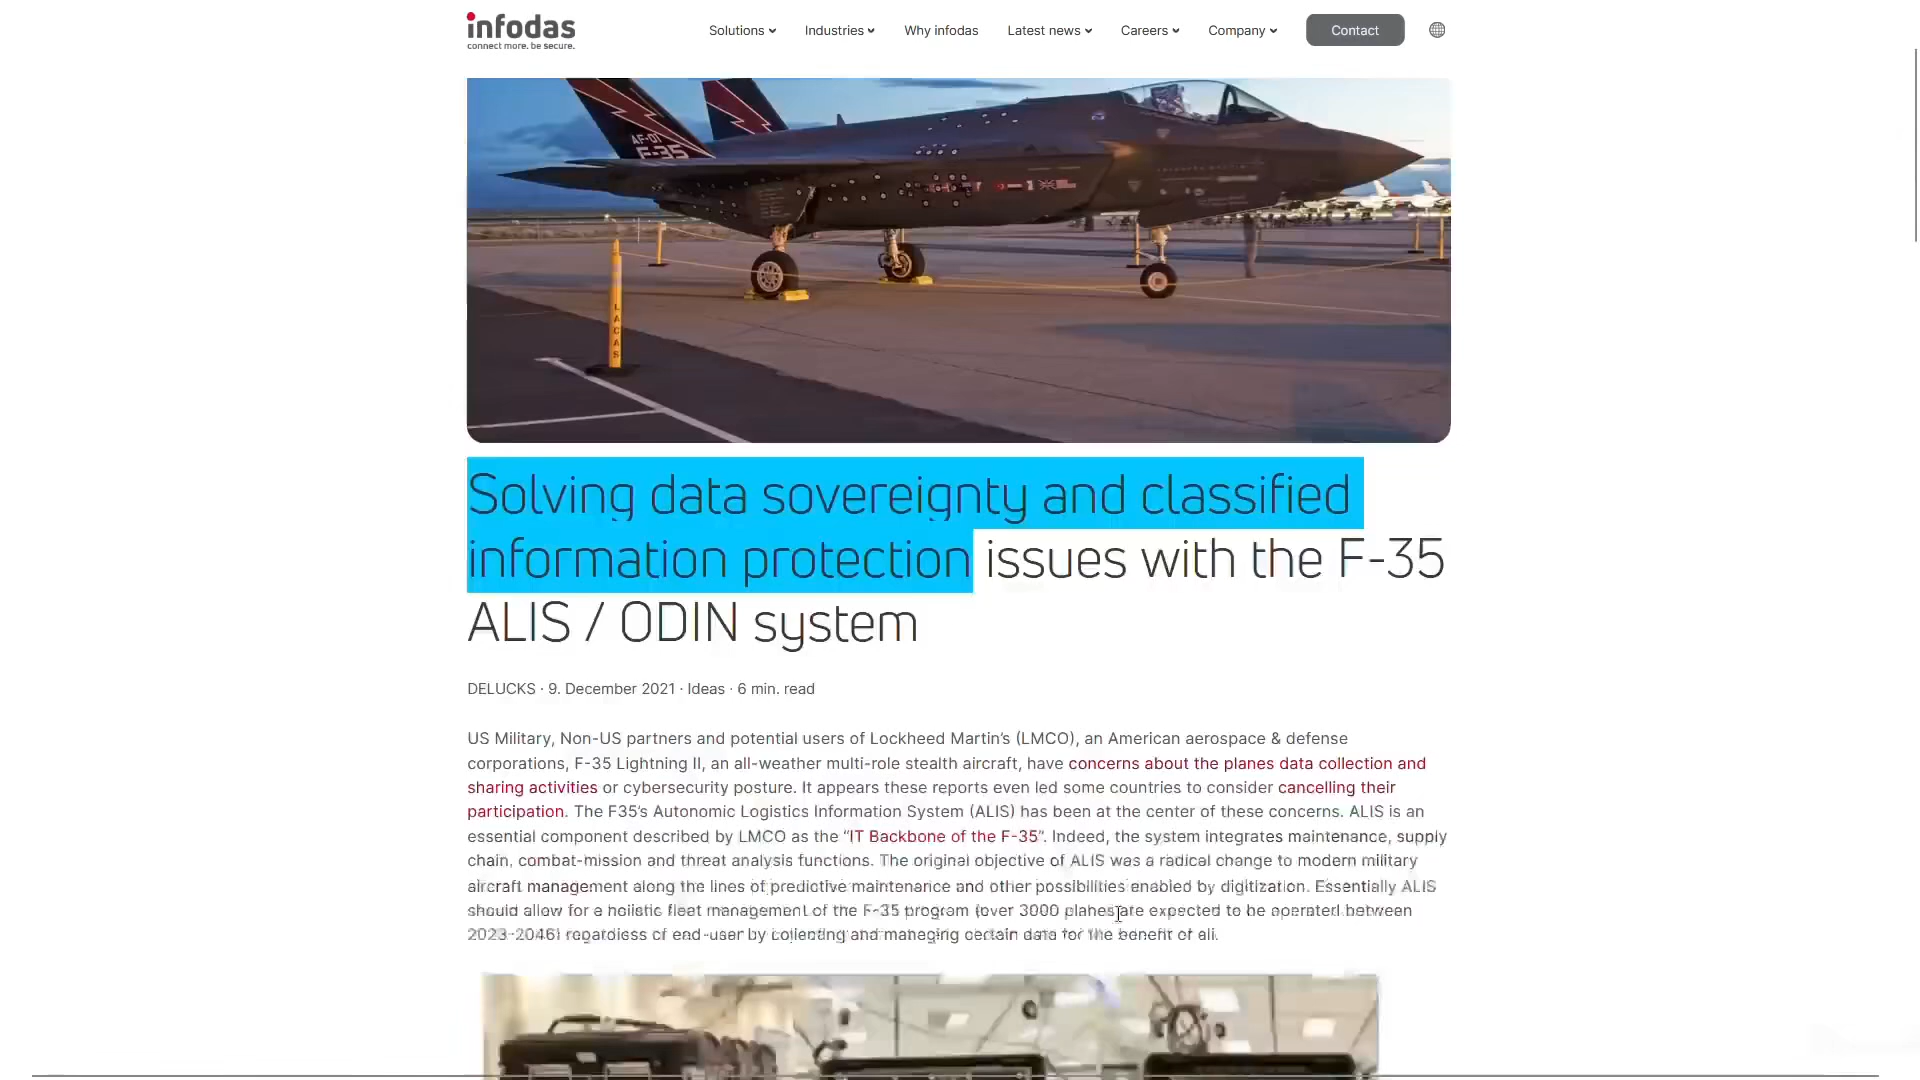 infodas
connect more. be secure.
Solutions Industries Why infodas Latest news Careers Company Contact
AF-01
F-35
LACAS
Solving data sovereignty and classified
information protection issues with the F-35
ALIS / ODIN system
DELUCKS · 9. December 2021 · Ideas · 6 min. read
US Military, Non-US partners and potential users of Lockheed Martin's (LMCO), an American aerospace & defense
corporations, F-35 Lightning II, an all-weather multi-role stealth aircraft, have concerns about the planes data collection and
sharing activities or cybersecurity posture. It appears these reports even led some countries to consider cancelling their
participation. The F35's Autonomic Logistics Information System (ALIS) has been at the center of these concerns. ALIS is an
essential component described by LMCO as the “IT Backbone of the F-35”. Indeed, the system integrates maintenance, supply
chain, combat-mission and threat analysis functions. The original objective of ALIS was a radical change to modern military
aircraft management along the lines of predictive maintenance and other possibilities enabled by digitization. Essentially ALIS
should allow for a holistic fleet management of the F-35 program (over 3000 planes are expected to be operated between
2023-2046) regardless of end-user by collecting and managing certain data for the benefit of all.